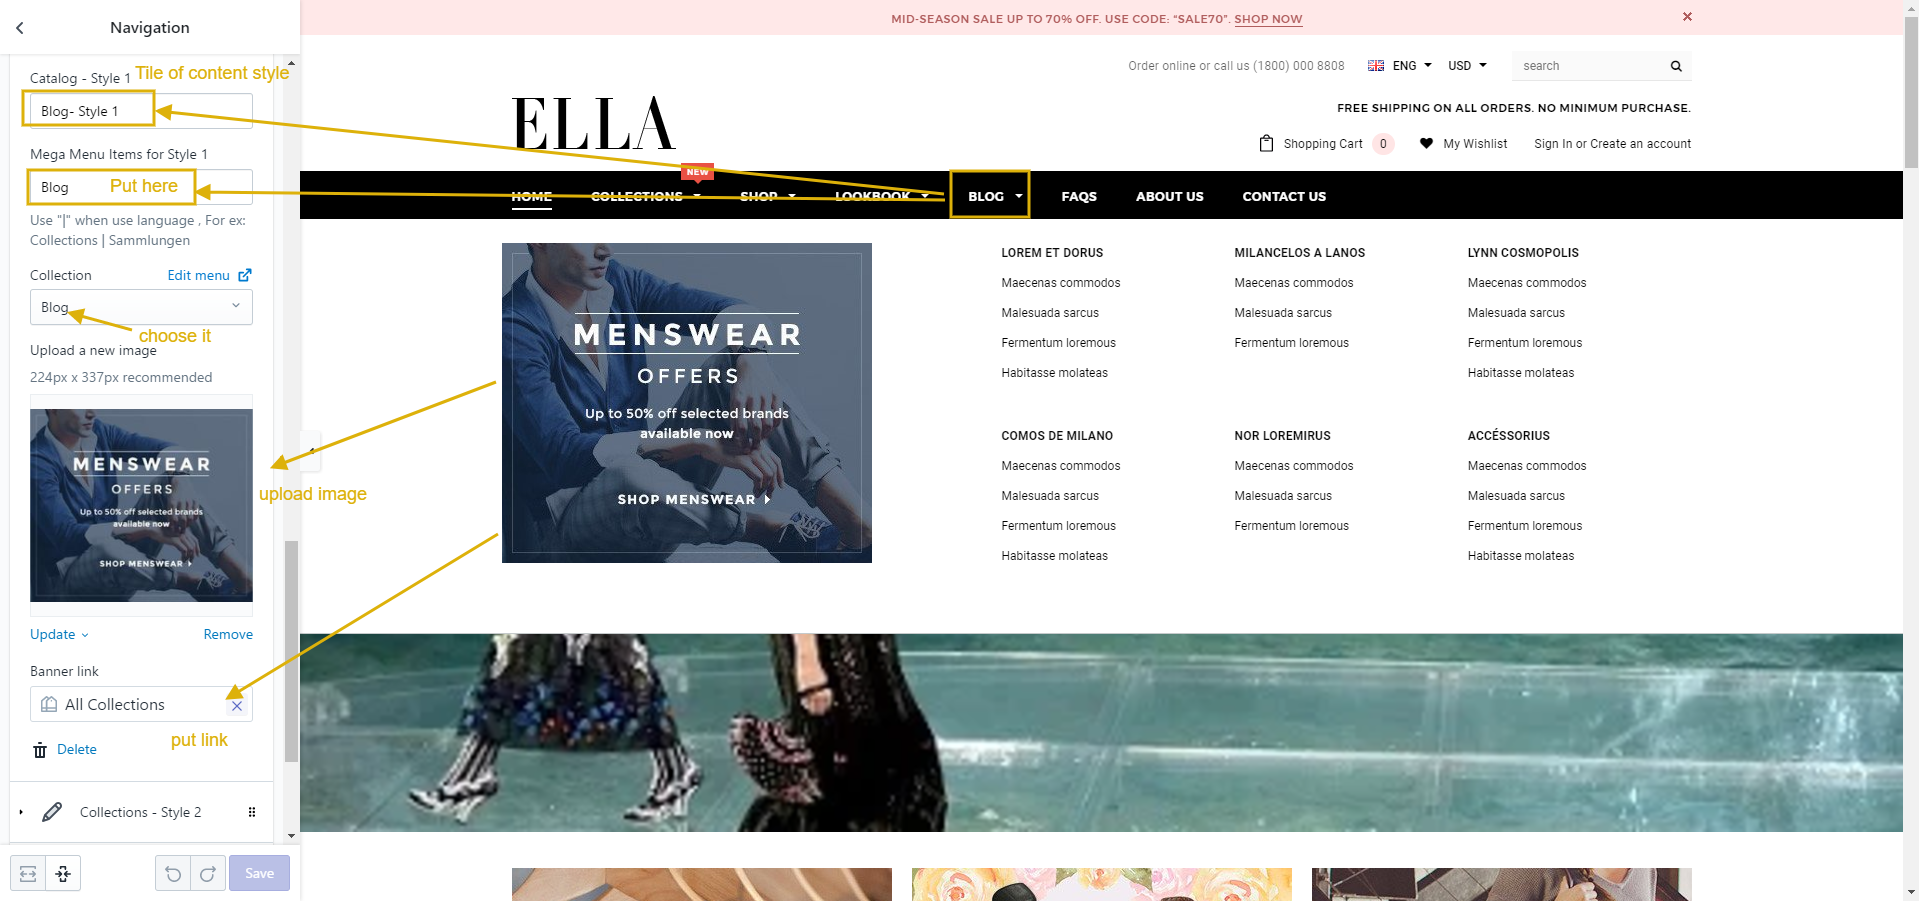 Navigation
Catalog - Style 1
Tile of content style
Blog- Style 1
Mega Menu Items for Style 1
Blog
Put here
Use "|" when use language , For ex:
Collections | Sammlungen
Collection
Edit menu
Blog
choose it
Upload a new image
224px x 337px recommended
MENSWEAR
OFFERS
Up to 50% off selected brands
available now
SHOP MENSWEAR
upload image
Update
Remove
Banner link
All Collections
put link
Delete
Collections - Style 2
Save
MID-SEASON SALE UP TO 70% OFF. USE CODE: “SALE70”. SHOP NOW
Order online or call us (1800) 000 8808
ENG
USD
search
ELLA
FREE SHIPPING ON ALL ORDERS. NO MINIMUM PURCHASE.
Shopping Cart 0
My Wishlist
Sign In or Create an account
NEW
HOME
COLLECTIONS
SHOP
LOOKBOOK
BLOG
FAQS
ABOUT US
CONTACT US
MENSWEAR
OFFERS
Up to 50% off selected brands
available now
SHOP MENSWEAR
LOREM ET DORUS
Maecenas commodos
Malesuada sarcus
Fermentum loremous
Habitasse molateas
MILANCELOS A LANOS
Maecenas commodos
Malesuada sarcus
Fermentum loremous
LYNN COSMOPOLIS
Maecenas commodos
Malesuada sarcus
Fermentum loremous
Habitasse molateas
COMOS DE MILANO
Maecenas commodos
Malesuada sarcus
Fermentum loremous
Habitasse molateas
NOR LOREMIRUS
Maecenas commodos
Malesuada sarcus
Fermentum loremous
ACCÉSSORIUS
Maecenas commodos
Malesuada sarcus
Fermentum loremous
Habitasse molateas